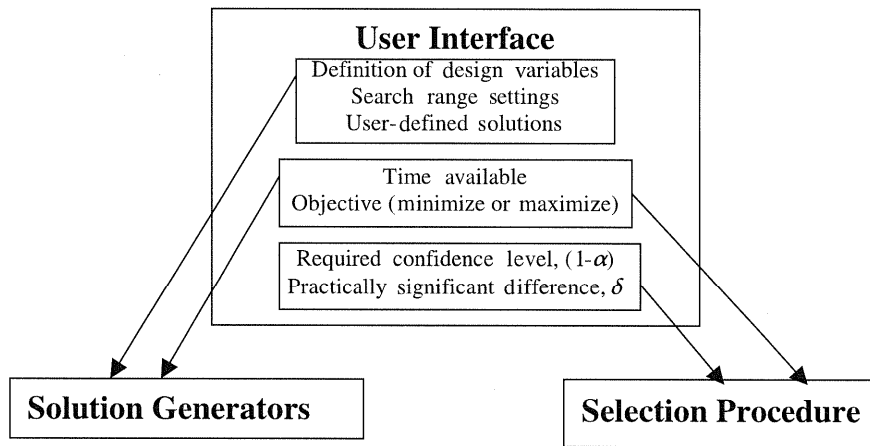 User Interface
Definition of design variables
Search range settings
User-defined solutions
Time available
Objective (minimize or maximize)
Required confidence level, (1-α)
Practically significant difference, δ
Solution Generators
Selection Procedure